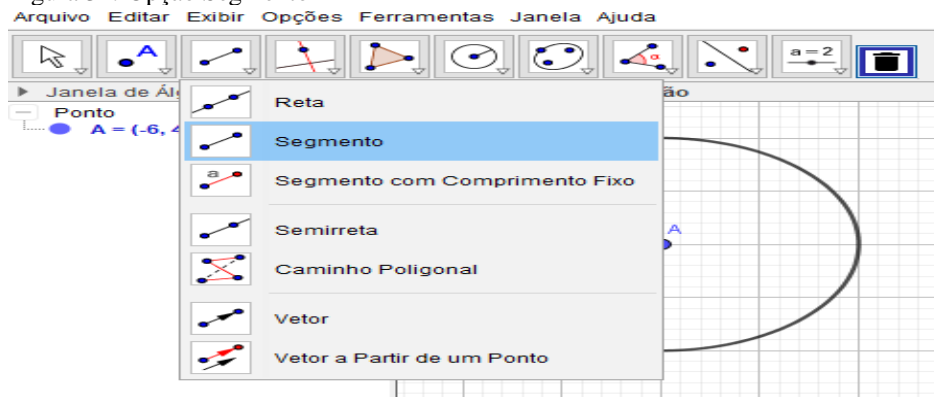 Arquivo Editar Exibir Opções Ferramentas Janela Ajuda
A
α
a = 2
Janela de Ál
ão
Ponto
A = (-6, 4
Reta
Segmento
a
Segmento com Comprimento Fixo
Semirreta
A
Caminho Poligonal
Vetor
Vetor a Partir de um Ponto